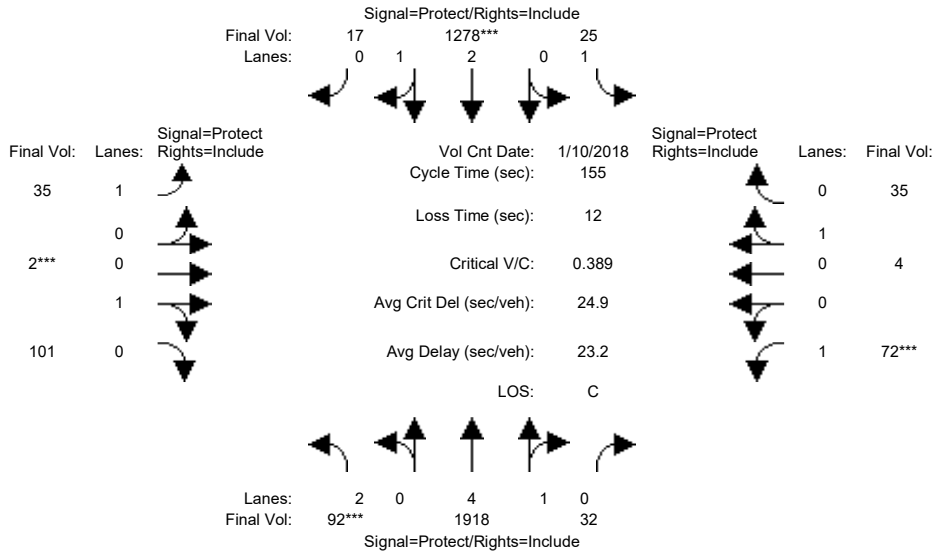 Signal=Protect/Rights=Include
Final Vol: 17 1278*** 25
Lanes: 0 1 2 0 1
Signal=Protect
Final Vol: Lanes: Rights=Include
Vol Cnt Date: 1/10/2018
Signal=Protect
Rights=Include Lanes: Final Vol:
Cycle Time (sec): 155
35 1
0 35
Loss Time (sec): 12
0
1
2*** 0
Critical V/C: 0.389
0 4
1
Avg Crit Del (sec/veh): 24.9
0
101 0
Avg Delay (sec/veh): 23.2
1 72***
LOS: C
Lanes: 2 0 4 1 0
Final Vol: 92*** 1918 32
Signal=Protect/Rights=Include